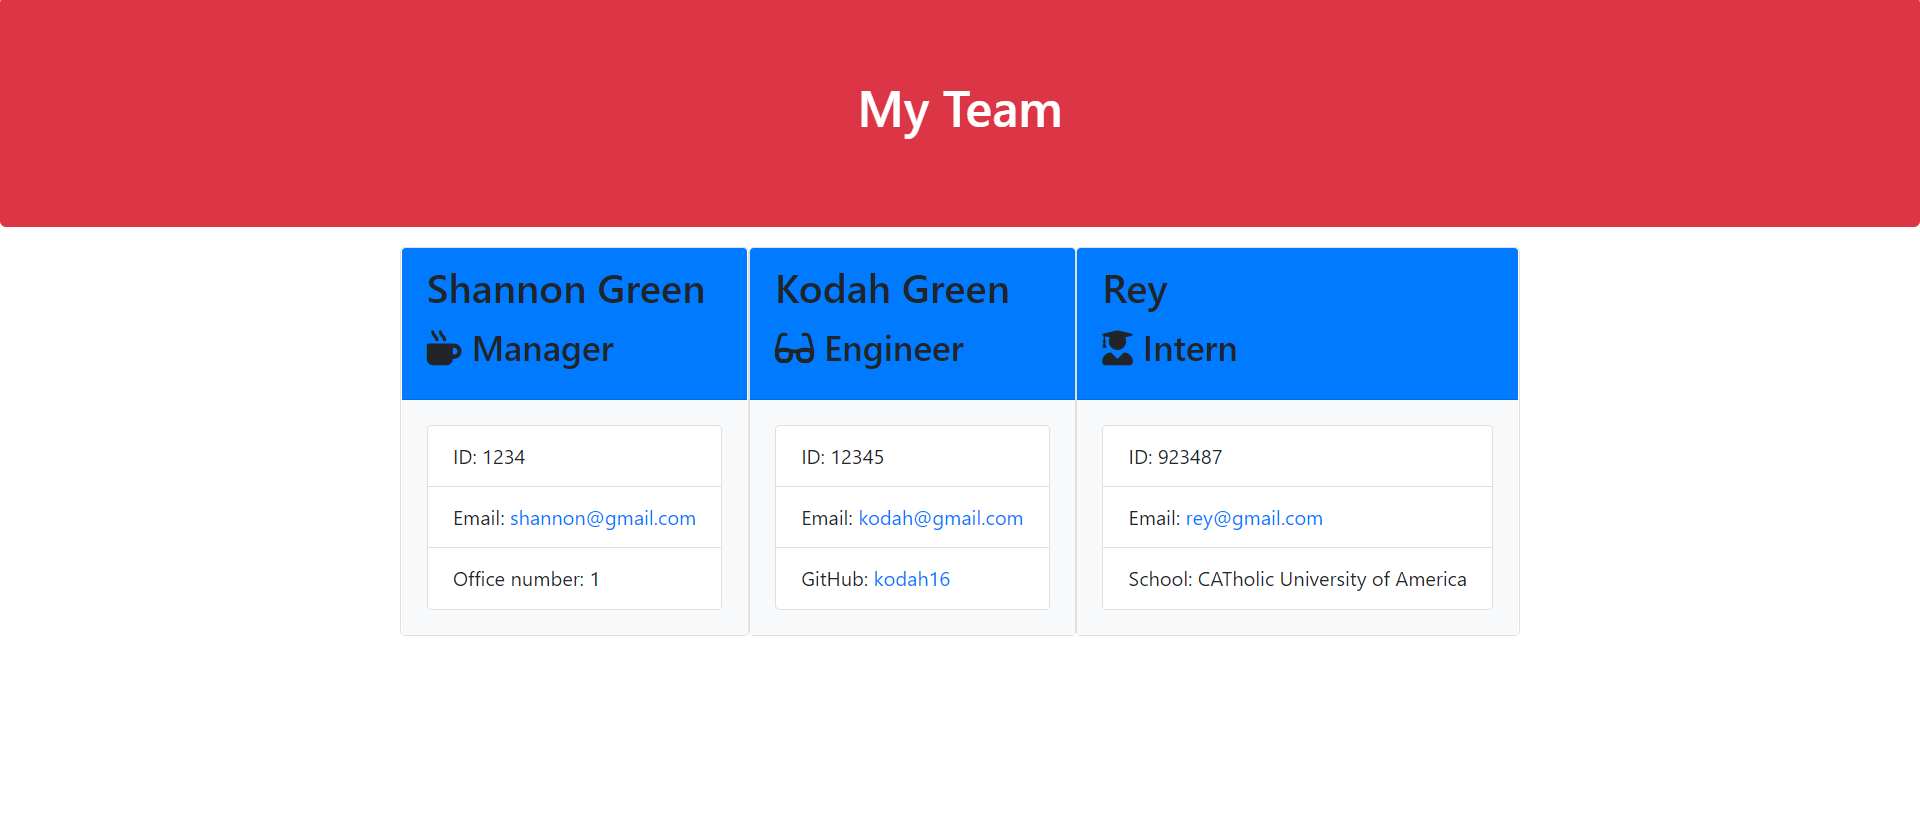 My Team
Shannon Green
Manager
ID: 1234
Email: shannon@gmail.com
Office number: 1
Kodah Green
Engineer
ID: 12345
Email: kodah@gmail.com
GitHub: kodah16
Rey
Intern
ID: 923487
Email: rey@gmail.com
School: CATholic University of America